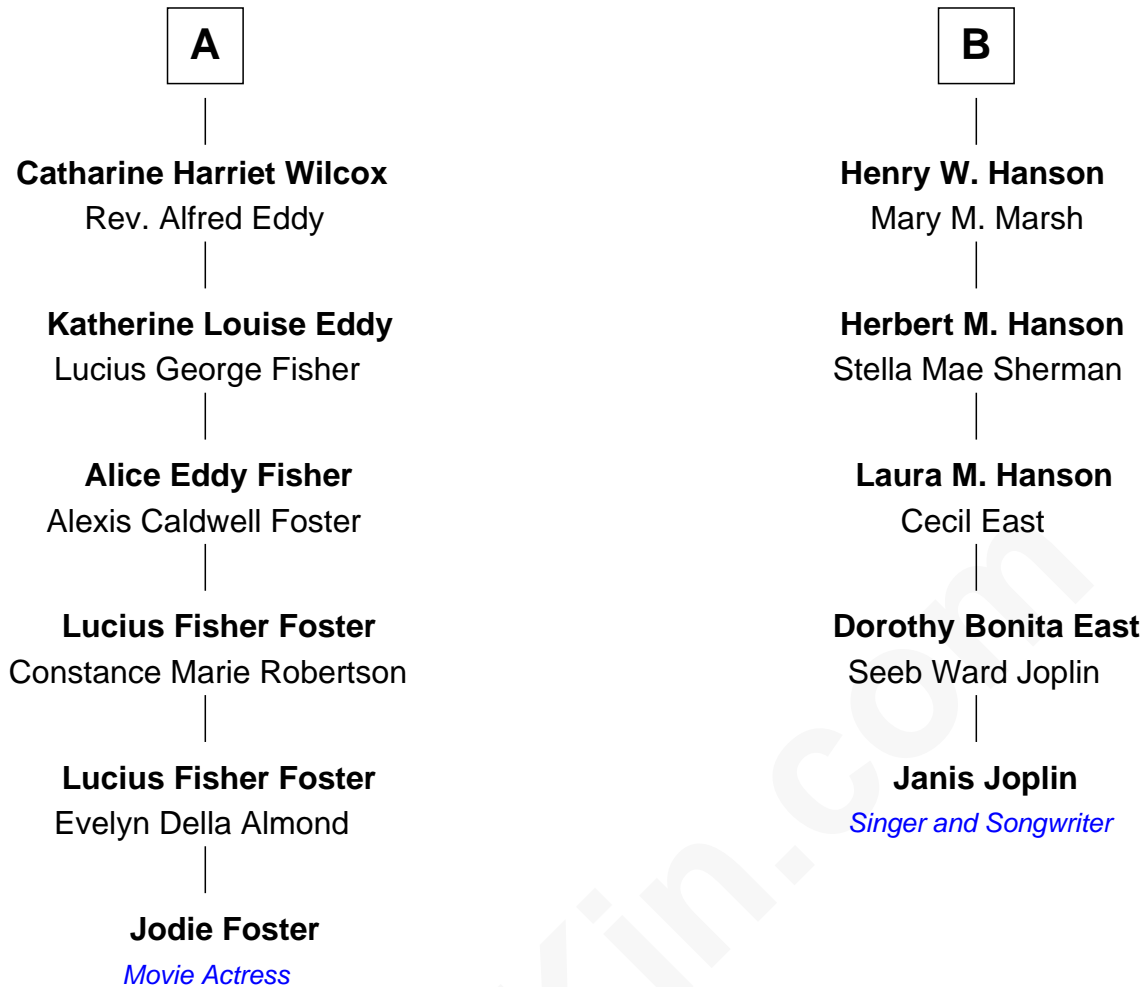 A
Catharine Harriet Wilcox
Rev. Alfred Eddy
Katherine Louise Eddy
Lucius George Fisher
Alice Eddy Fisher
Alexis Caldwell Foster
Lucius Fisher Foster
Constance Marie Robertson
Lucius Fisher Foster
Evelyn Della Almond
Jodie Foster
Movie Actress
B
Henry W. Hanson
Mary M. Marsh
Herbert M. Hanson
Stella Mae Sherman
Laura M. Hanson
Cecil East
Dorothy Bonita East
Seeb Ward Joplin
Janis Joplin
Singer and Songwriter
Kin.com